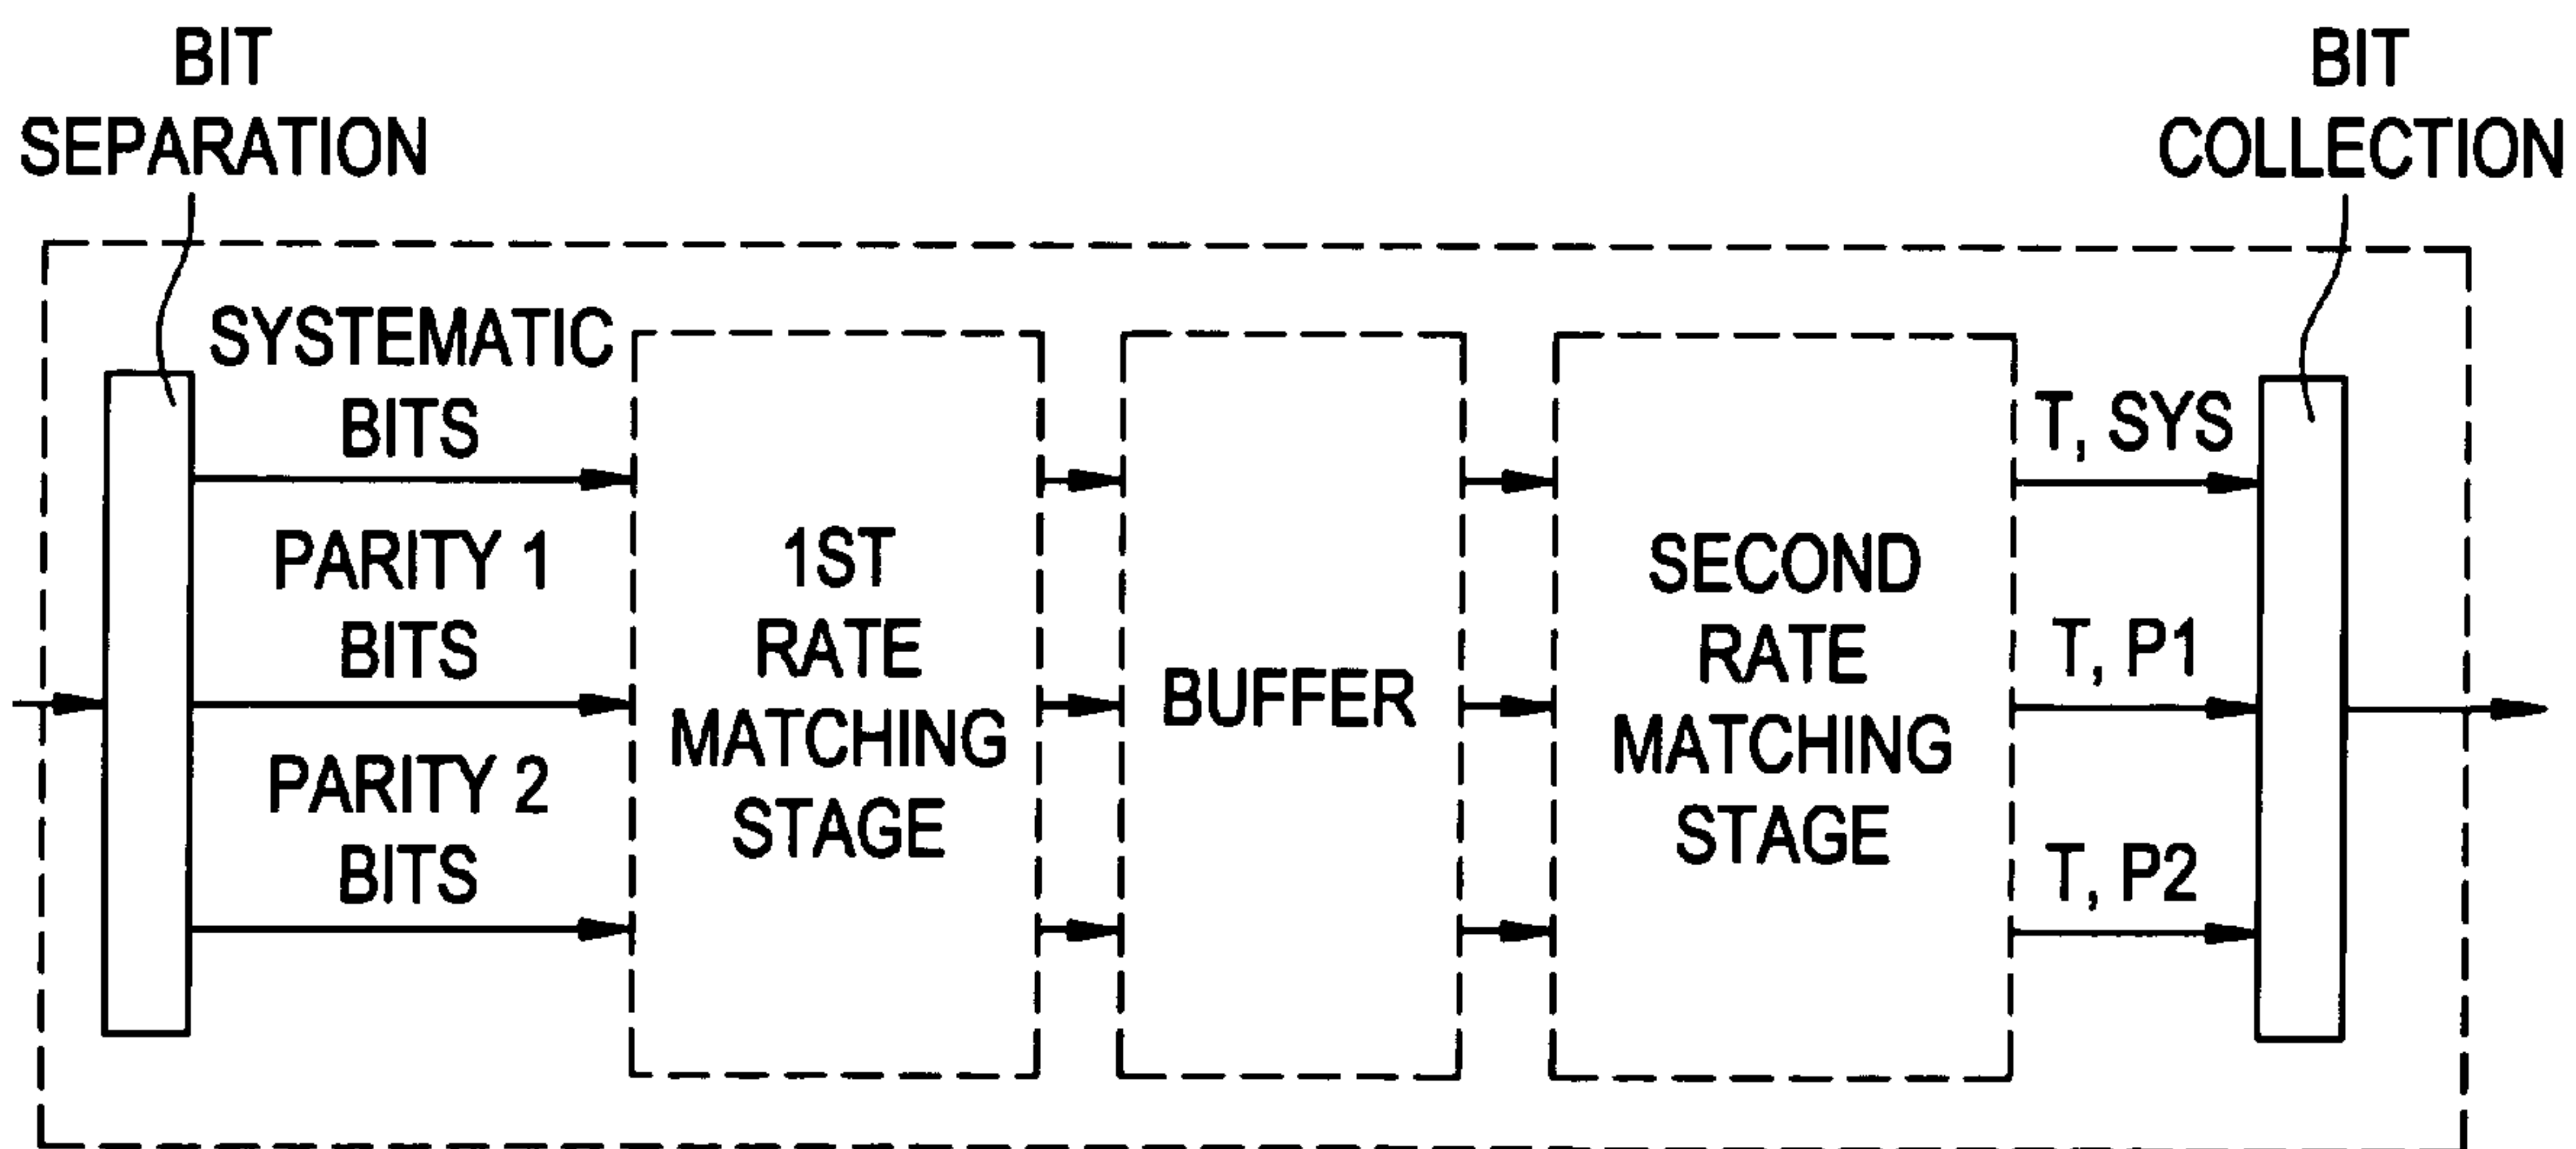 BIT
SEPARATION
BIT
COLLECTION
SYSTEMATIC
BITS
PARITY 1
BITS
PARITY 2
BITS
1ST
RATE
MATCHING
STAGE
BUFFER
SECOND
RATE
MATCHING
STAGE
T, SYS
T, P1
T, P2